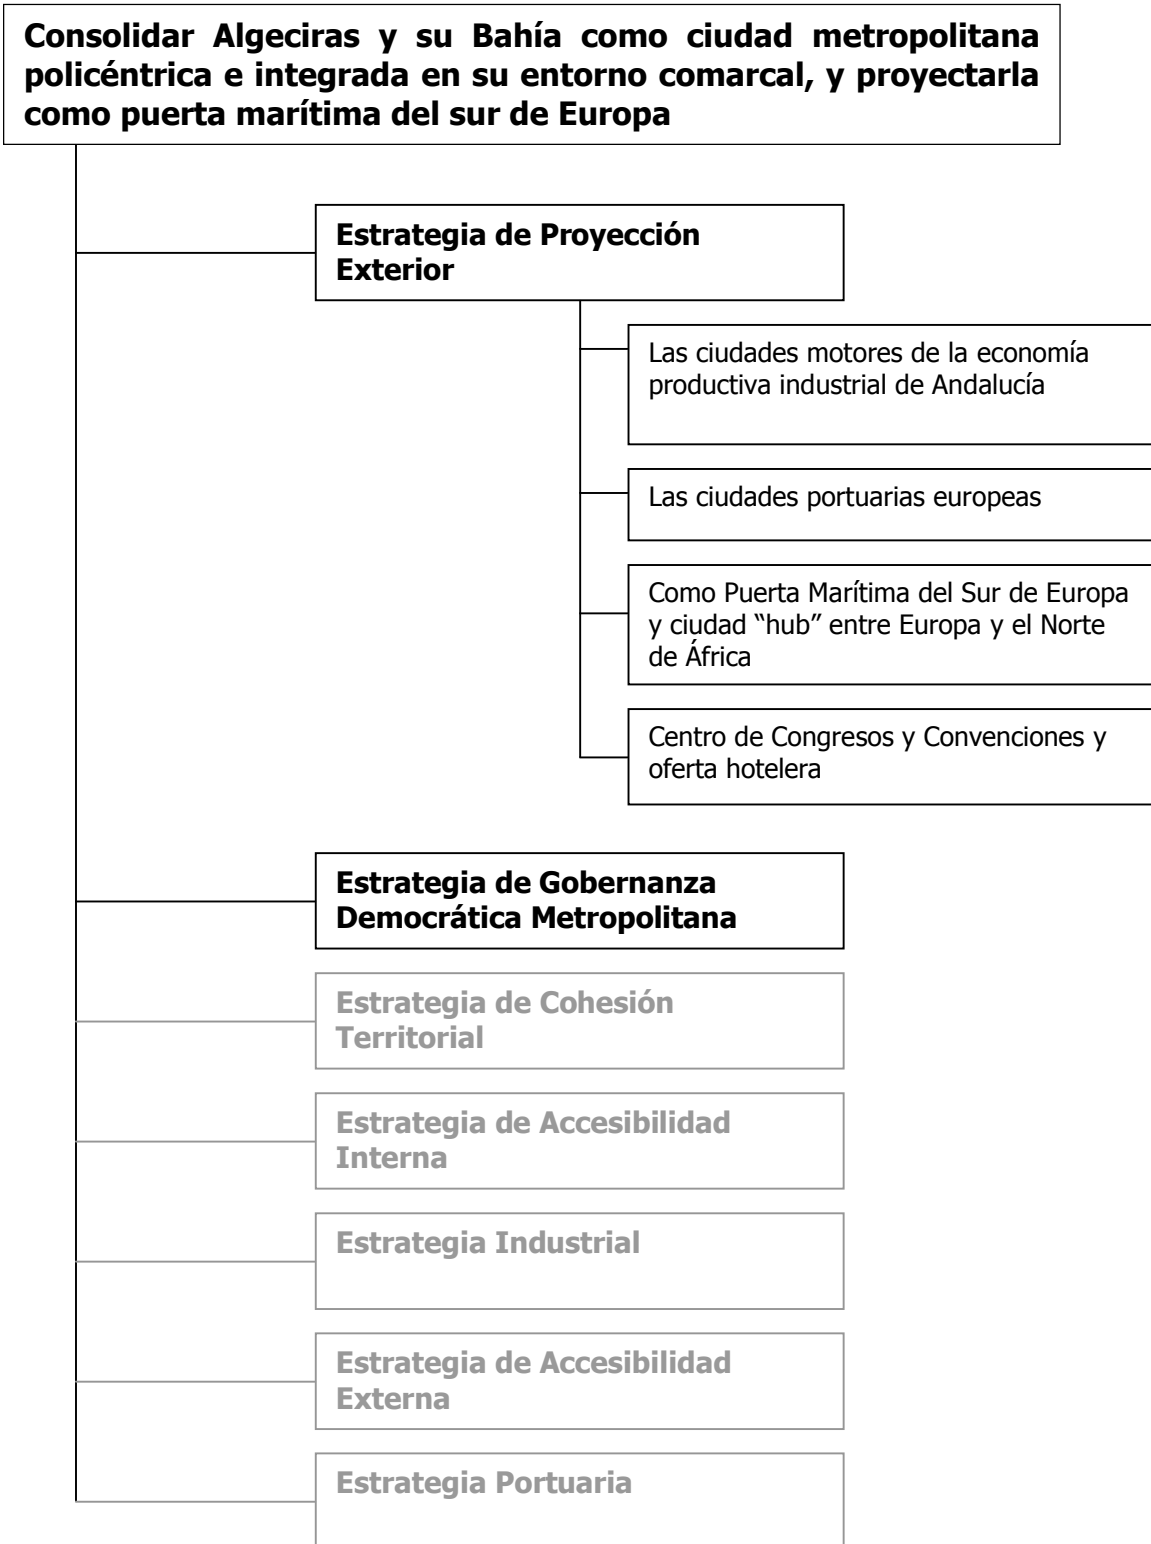 Consolidar Algeciras y su Bahía como ciudad metropolitana
policéntrica e integrada en su entorno comarcal, y proyectarla
como puerta marítima del sur de Europa
Estrategia de Proyección
Exterior
Las ciudades motores de la economía
productiva industrial de Andalucía
Las ciudades portuarias europeas
Como Puerta Marítima del Sur de Europa
y ciudad “hub” entre Europa y el Norte
de África
Centro de Congresos y Convenciones y
oferta hotelera
Estrategia de Gobernanza
Democrática Metropolitana
Estrategia de Cohesión
Territorial
Estrategia de Accesibilidad
Interna
Estrategia Industrial
Estrategia de Accesibilidad
Externa
Estrategia Portuaria